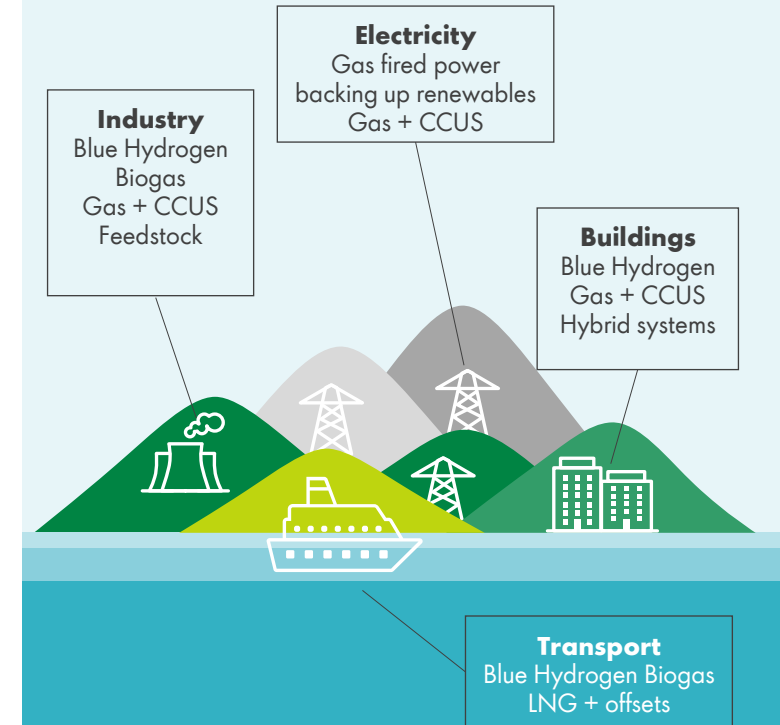 Electricity
Gas fired power
backing up renewables
Gas + CCUS
Industry
Blue Hydrogen
Biogas
Gas + CCUS
Feedstock
Buildings
Blue Hydrogen
Gas + CCUS
Hybrid systems
Transport
Blue Hydrogen Biogas
LNG + offsets